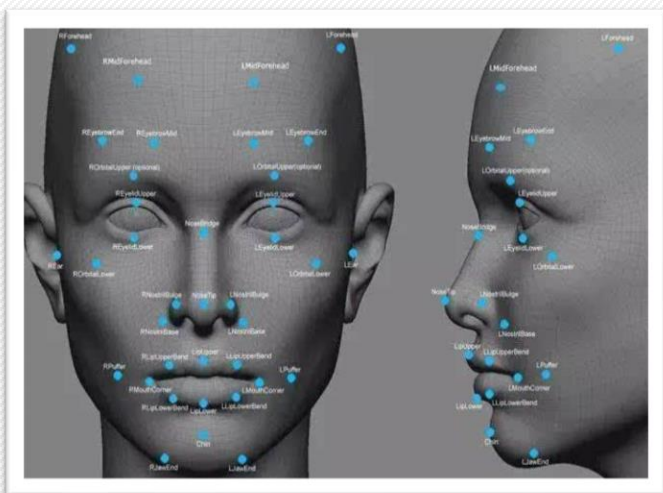 RForehead
LForehead
RMidForehead
LMidForehead
REyebrowEnd
REyebrowMid
LEyebrowMid
LEyebrowEnd
ROrbitalUpper(optional)
LOrbitalUpper(optional)
REyelidUpper
LEyelidUpper
NoseBridge
REyelidLower
LEyelidLower
REar
ROrbitalLower
LOrbitalLower
LEar
RNostrilBulge
NoseTip
LNostrilBulge
RNostrilBase
LNostrilBase
LipUpper
RLipUpperBend
LLipUpperBend
RPuffer
LPuffer
RMouthCorner
LMouthCorner
RLipLowerBend
LipLower
LLipLowerBend
Chin
RJawEnd
LJawEnd
LForehead
LMidForehead
LEyebrowMid
LEyebrowEnd
LOrbitalUpper(optional)
LEyelidUpper
NoseBridge
LEyelidLower
LOrbitalLower
NoseTip
LNostrilBulge
LNostrilBase
LipUpper
LLipUpperBend
LPuffer
LMouthCorner
LipLower
LLipLowerBend
Chin
LJawEnd